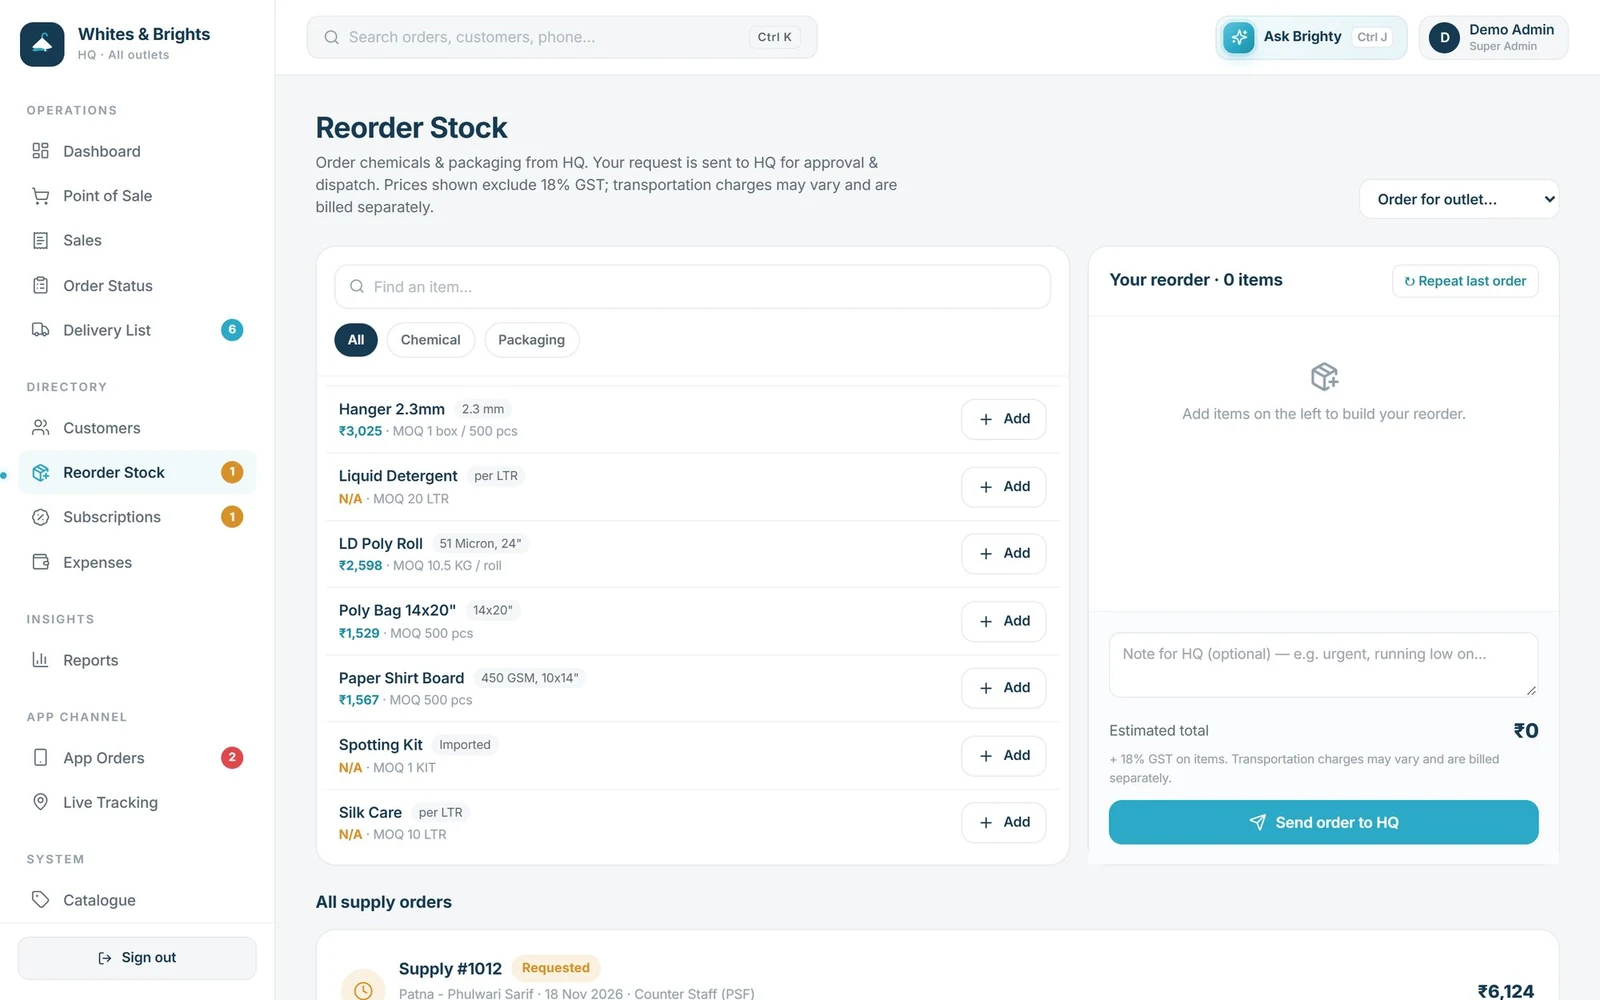 Whites & Brights
HQ · All outlets
OPERATIONS
Dashboard
Point of Sale
Sales
Order Status
Delivery List
6
DIRECTORY
Customers
Reorder Stock
1
Subscriptions
1
Expenses
INSIGHTS
Reports
APP CHANNEL
App Orders
2
Live Tracking
SYSTEM
Catalogue
Sign out
Search orders, customers, phone...
Ctrl K
Ask Brighty
Ctrl J
D
Demo Admin
Super Admin
Reorder Stock
Order chemicals & packaging from HQ. Your request is sent to HQ for approval &
dispatch. Prices shown exclude 18% GST; transportation charges may vary and are
billed separately.
Order for outlet...
Find an item...
All
Chemical
Packaging
Hanger 2.3mm 2.3 mm
₹3,025 · MOQ 1 box / 500 pcs
+ Add
Liquid Detergent per LTR
N/A · MOQ 20 LTR
+ Add
LD Poly Roll 51 Micron, 24"
₹2,598 · MOQ 10.5 KG / roll
+ Add
Poly Bag 14x20" 14x20"
₹1,529 · MOQ 500 pcs
+ Add
Paper Shirt Board 450 GSM, 10x14"
₹1,567 · MOQ 500 pcs
+ Add
Spotting Kit Imported
N/A · MOQ 1 KIT
+ Add
Silk Care per LTR
N/A · MOQ 10 LTR
+ Add
Your reorder · 0 items
↻ Repeat last order
Add items on the left to build your reorder.
Note for HQ (optional) — e.g. urgent, running low on...
Estimated total
₹0
+ 18% GST on items. Transportation charges may vary and are billed
separately.
Send order to HQ
All supply orders
Supply #1012 Requested
Patna - Phulwari Sarif · 18 Nov 2026 · Counter Staff (PSF)
₹6,124